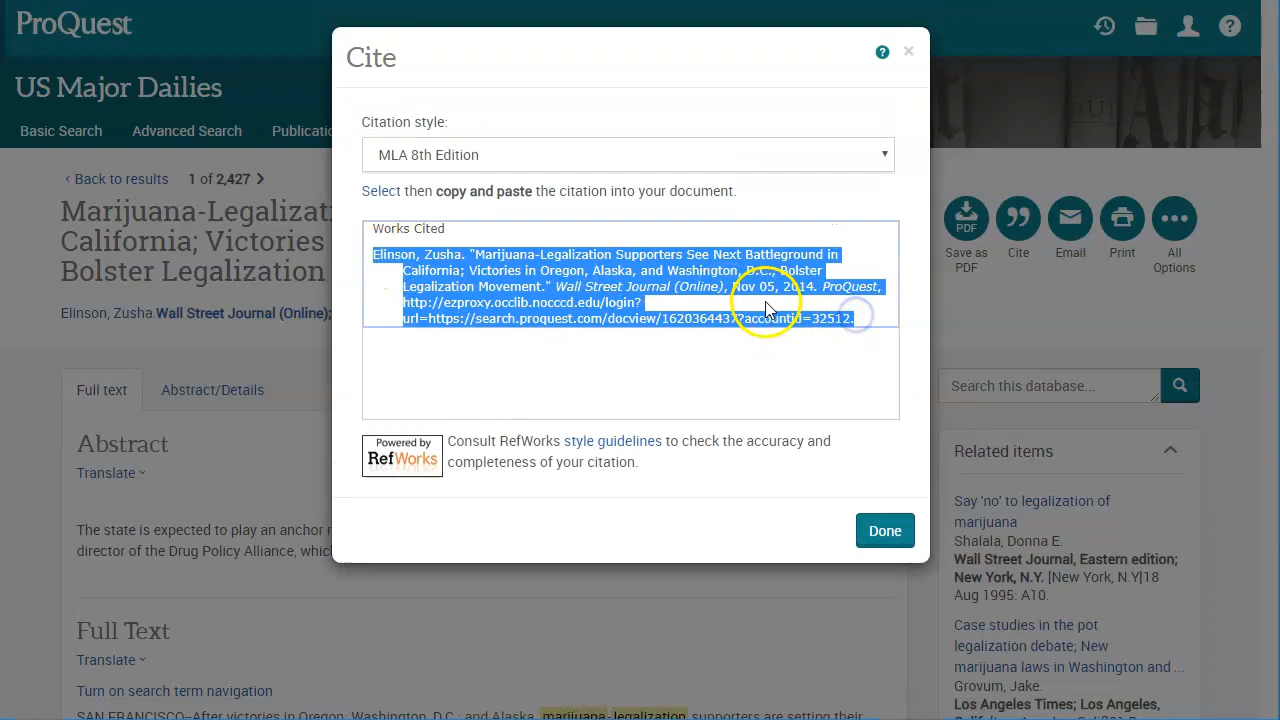 ProQuest
US Major Dailies
Basic Search
Advanced Search
Publicatio
Back to results
1 of 2,427
Marijuana-Legalizati
California; Victories
Bolster Legalization
Elinson, Zusha.Wall Street Journal (Online);
PDF
Save as
PDF
Cite
Email
Print
All
Options
Cite
Citation style:
MLA 8th Edition
Select then copy and paste the citation into your document.
Works Cited
Elinson, Zusha. "Marijuana-Legalization Supporters See Next Battleground in
California; Victories in Oregon, Alaska, and Washington, D.C., Bolster
Legalization Movement." Wall Street Journal (Online), Nov 05, 2014. ProQuest,
http://ezproxy.occlib.nocccd.edu/login?
url=https://search.proquest.com/docview/1620364437?accountid=32512.
Powered by
RefWorks
Consult RefWorks style guidelines to check the accuracy and
completeness of your citation.
Done
Full text
Abstract/Details
Abstract
Translate
The state is expected to play an anchor r
director of the Drug Policy Alliance, whic
Full Text
Translate
Turn on search term navigation
SAN FRANCISCO--After victories in Oregon; Washington, D.C.; and Alaska, marijuana-legalization supporters are setting their
Search this database...
Related items
Say 'no' to legalization of
marijuana
Shalala, Donna E.
Wall Street Journal, Eastern edition;
New York, N.Y. [New York, N.Y]18
Aug 1995: A10.
Case studies in the pot
legalization debate; New
marijuana laws in Washington and ...
Grovum, Jake.
Los Angeles Times; Los Angeles,